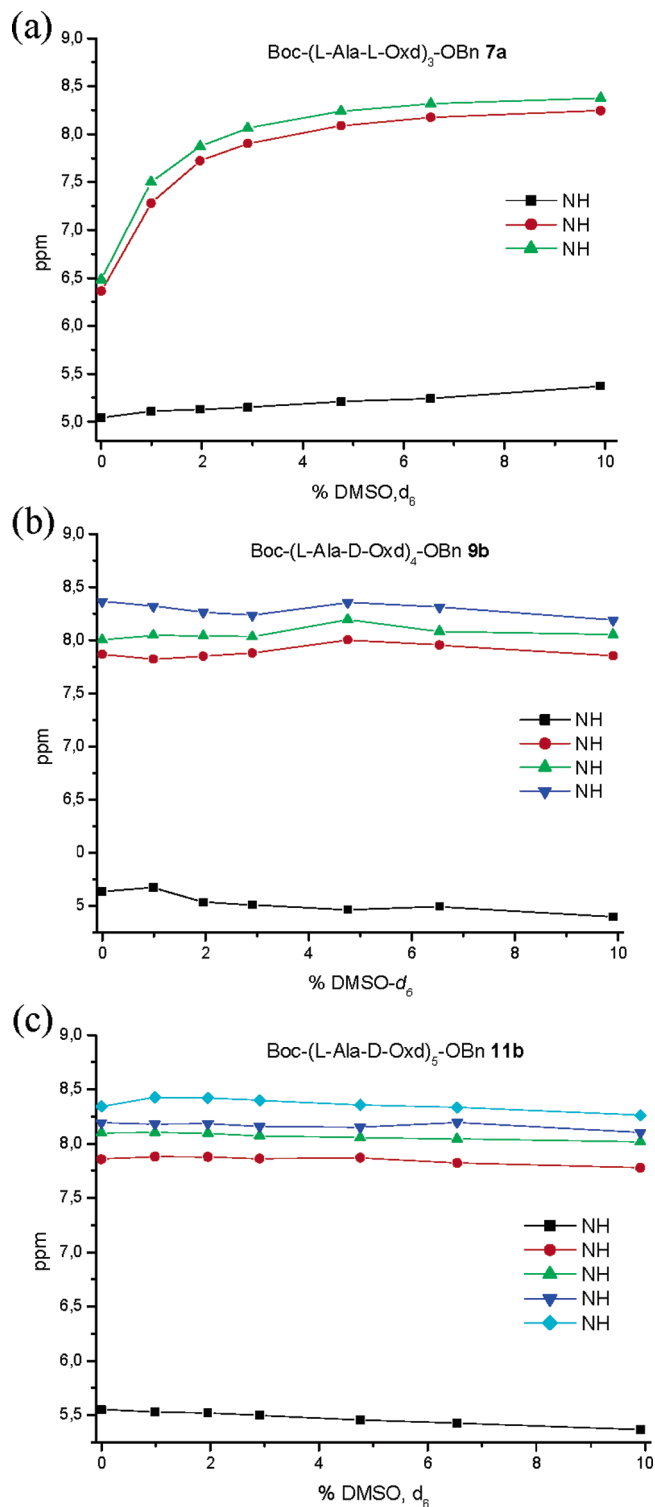 (a)
Boc-(L-Ala-L-Oxd)₃-OBn 7a
9,0
8,5
8,0
7,5
7,0
6,5
6,0
5,5
5,0
ppm
NH
NH
NH
0 2 4 6 8 10
% DMSO,d₆
(b)
Boc-(L-Ala-D-Oxd)₄-OBn 9b
9,0
8,5
8,0
7,5
7,0
6,5
0
5
ppm
NH
NH
NH
NH
0 2 4 6 8 10
% DMSO-d₆
(c)
Boc-(L-Ala-D-Oxd)₅-OBn 11b
9,0
8,5
8,0
7,5
7,0
6,5
6,0
5,5
ppm
NH
NH
NH
NH
NH
0 2 4 6 8 10
% DMSO, d₆